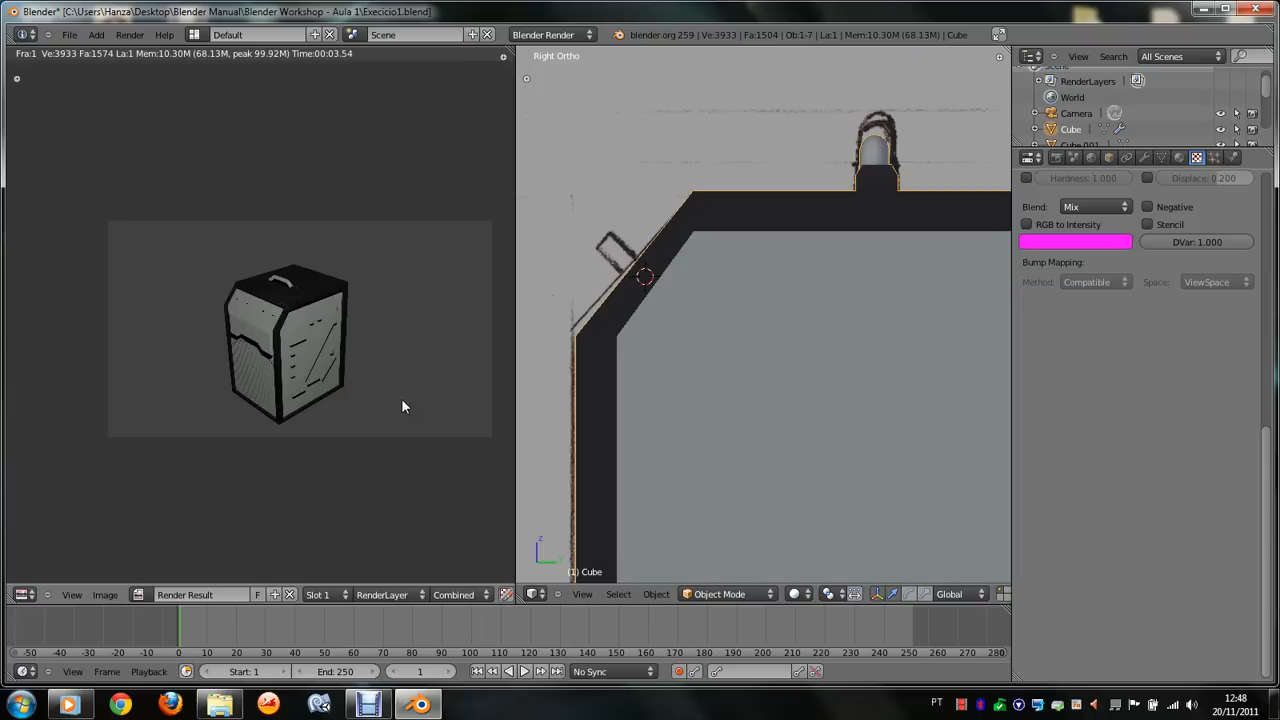 Blender* [C:\Users\Hanza\Desktop\Blender Manual\Blender Workshop - Aula 1\Execicio1.blend]
File Add Render Help Default Scene Blender Render blender.org 259 | Ve:3933 | Fa:1504 | Ob:1-7 | La:1 | Mem:10.30M (68.13M, peak 99.92M) | Cube
Fra:1 Ve:3933 Fa:1574 La:1 Mem:10.30M (68.13M, peak 99.92M) Time:00:03.54
Right Ortho
View Search All Scenes
RenderLayers
World
Camera
Cube
Cube.001
Hardness: 1.000 Displace: 0.200
Blend: Mix Negative
RGB to Intensity Stencil
DVar: 1.000
Bump Mapping:
Method: Compatible Space: ViewSpace
z
y
(1) Cube
View Image Render Result F Slot 1 RenderLayer Combined
View Select Object Object Mode Global
-50 -40 -30 -20 -10 0 10 20 30 40 50 60 70 80 90 100 110 120 130 140 150 160 170 180 190 200 210 220 230 240 250 260 270 280
View Frame Playback Start: 1 End: 250 1 No Sync
PT 12:48
20/11/2011